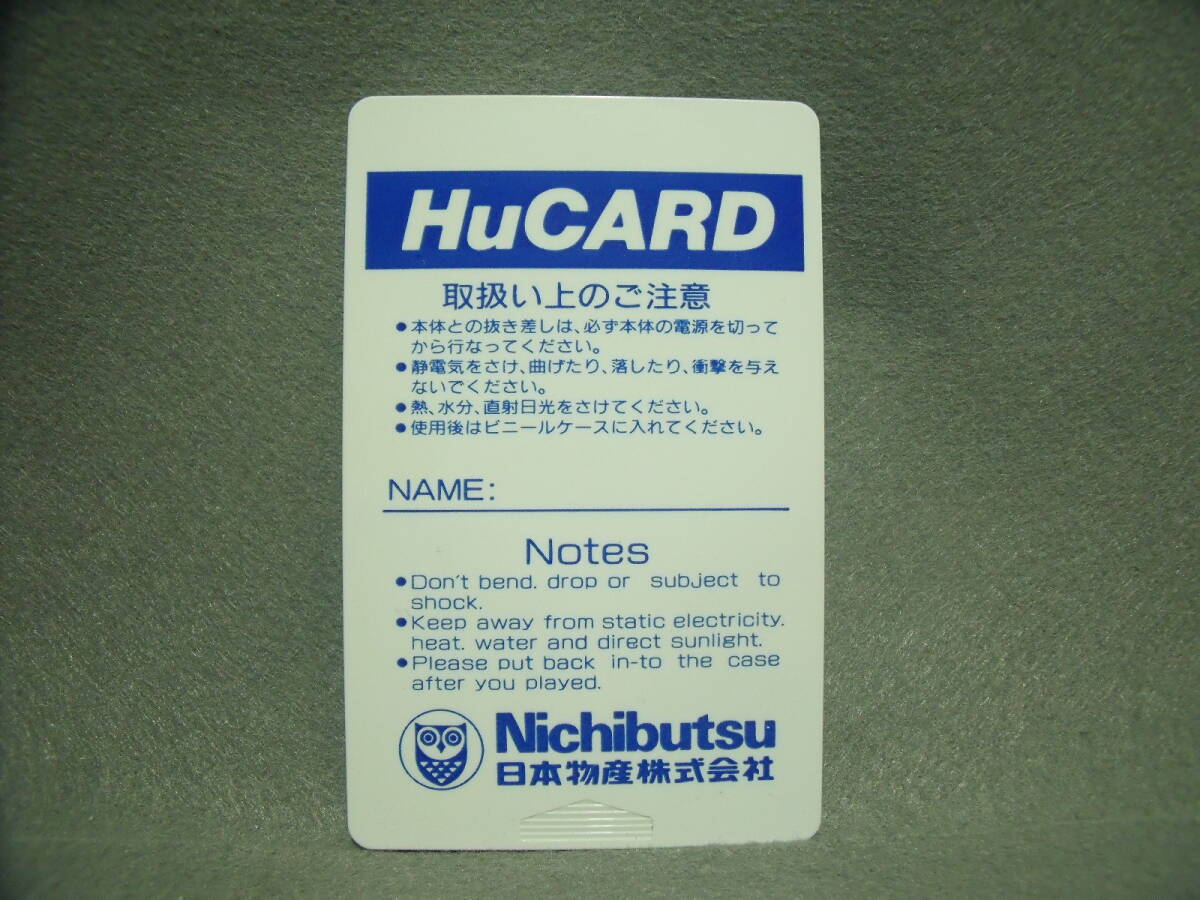 HuCARD
取扱い上のご注意
●本体との抜き差しは、必ず本体の電源を切って
から行なってください。
●静電気をさけ、曲げたり、落したり、衝撃を与え
ないでください。
●熱、水分、直射日光をさけてください。
●使用後はビニールケースに入れてください。
NAME:
Notes
●Don't bend. drop or subject to
shock.
●Keep away from static electricity.
heat. water and direct sunlight.
●Please put back in-to the case
after you played.
Nichibutsu
日本物産株式会社